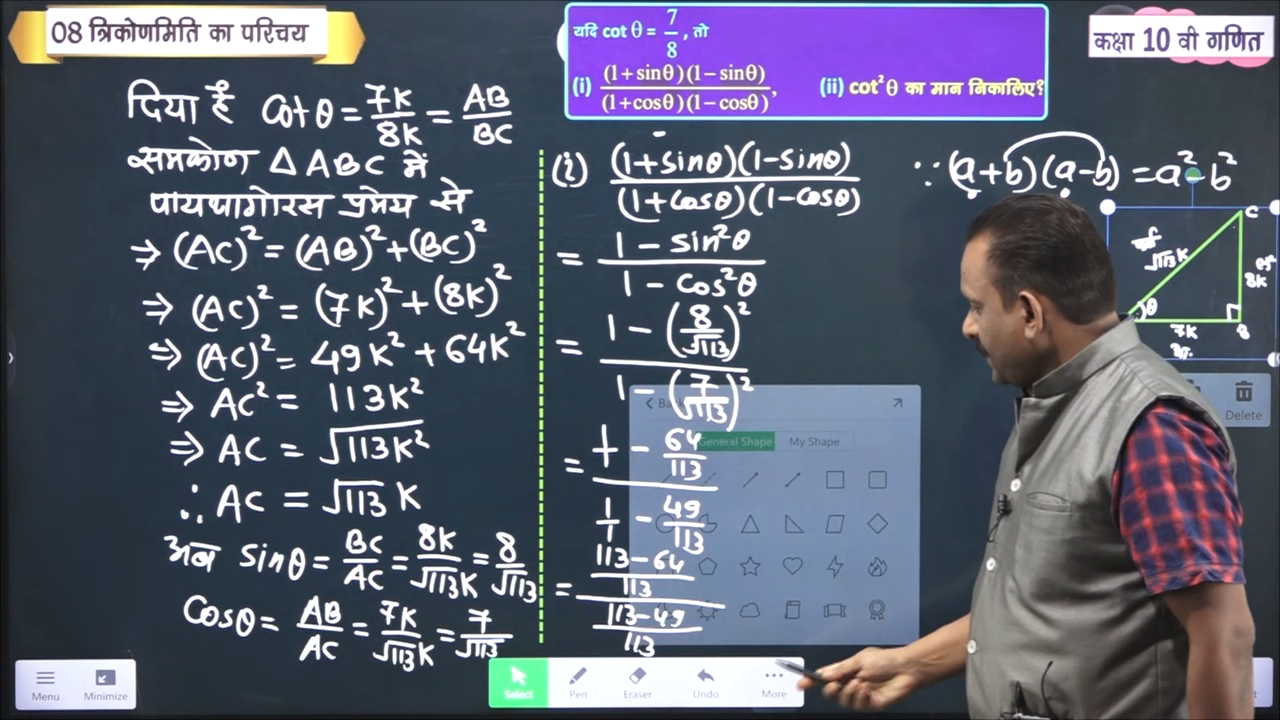 08 त्रिकोणमिति का परिचय
यदि cot θ = 7/8, तो
(i) (1+sinθ)(1−sinθ)/(1+cosθ)(1−cosθ), (ii) cot²θ का मान निकालिए?
कक्षा 10 वी गणित
दिया है Cotθ = 7K/8K = AB/BC
समकोण △ABC में
पायथागोरस प्रमेय से
⇒ (AC)² = (AB)² + (BC)²
⇒ (AC)² = (7K)² + (8K)²
⇒ (AC)² = 49K² + 64K²
⇒ AC² = 113K²
⇒ AC = √113K²
∴ AC = √113 K
अब sinθ = BC/AC = 8K/√113K = 8/√113
Cosθ = AB/AC = 7K/√113K = 7/√113
(i) (1+sinθ)(1−sinθ)/(1+cosθ)(1−cosθ)
= 1 − sin²θ/1 − cos²θ
= 1 − (8/√113)²/1 − (7/√113)²
= 1/1 − 64/113 / 1/1 − 49/113
= 113−64/113 / 113−49/113
∵ (a+b)(a−b) = a² − b²
C
√113 K
8K
θ
7K
B
Back
General Shape
My Shape
Delete
Menu
Minimize
Select
Pen
Eraser
Undo
More